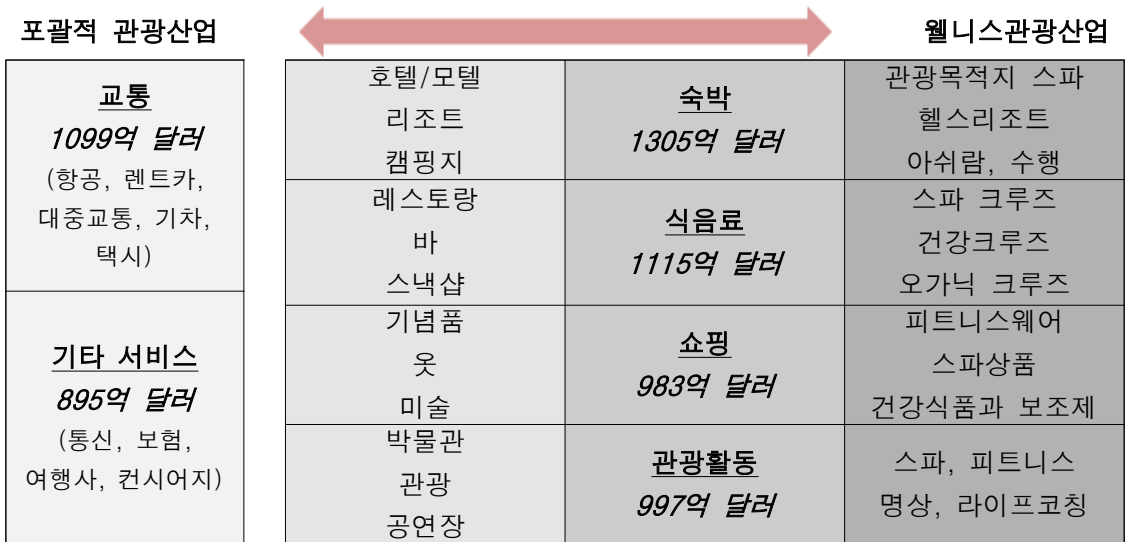 포괄적 관광산업
웰니스관광산업
교통
1099억 달러
(항공, 렌트카,
대중교통, 기차,
택시)
기타 서비스
895억 달러
(통신, 보험,
여행사, 컨시어지)
호텔/모텔
리조트
캠핑지
숙박
1305억 달러
관광목적지 스파
헬스리조트
아쉬람, 수행
레스토랑
바
스낵샵
식음료
1115억 달러
스파 크루즈
건강크루즈
오가닉 크루즈
기념품
옷
미술
쇼핑
983억 달러
피트니스웨어
스파상품
건강식품과 보조제
박물관
관광
공연장
관광활동
997억 달러
스파, 피트니스
명상, 라이프코칭